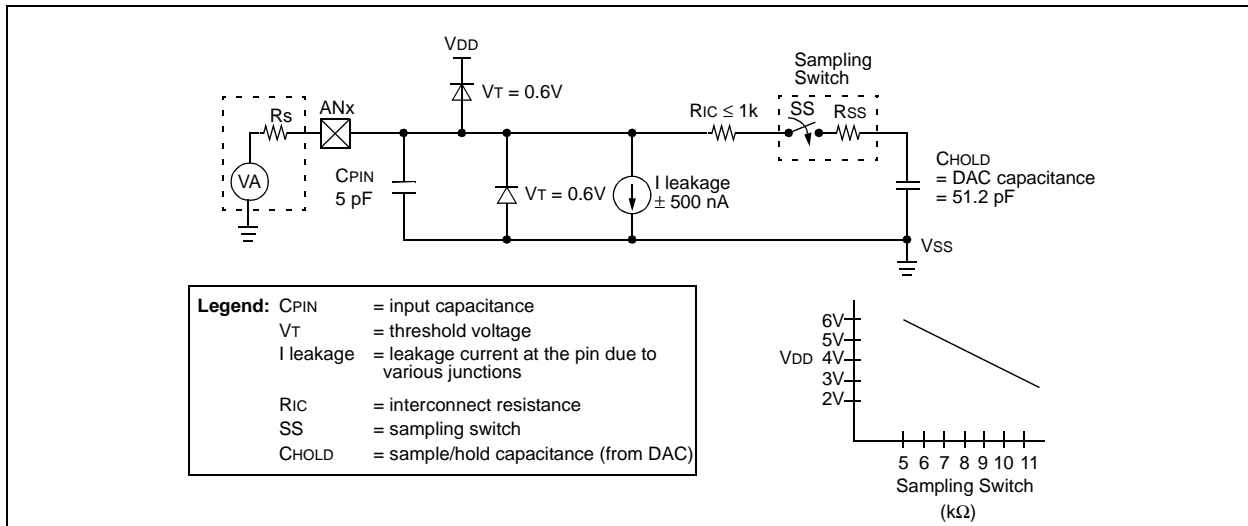 VDD
Sampling
Switch
VT = 0.6V
RS
ANx
RIC ≤ 1k
SS
RSS
VA
CPIN
5 pF
VT = 0.6V
I leakage
± 500 nA
CHOLD
= DAC capacitance
= 51.2 pF
VSS
Legend: CPIN = input capacitance
VT = threshold voltage
I leakage = leakage current at the pin due to
various junctions
RIC = interconnect resistance
SS = sampling switch
CHOLD = sample/hold capacitance (from DAC)
6V
5V
VDD 4V
3V
2V
5 6 7 8 9 10 11
Sampling Switch
(kΩ)